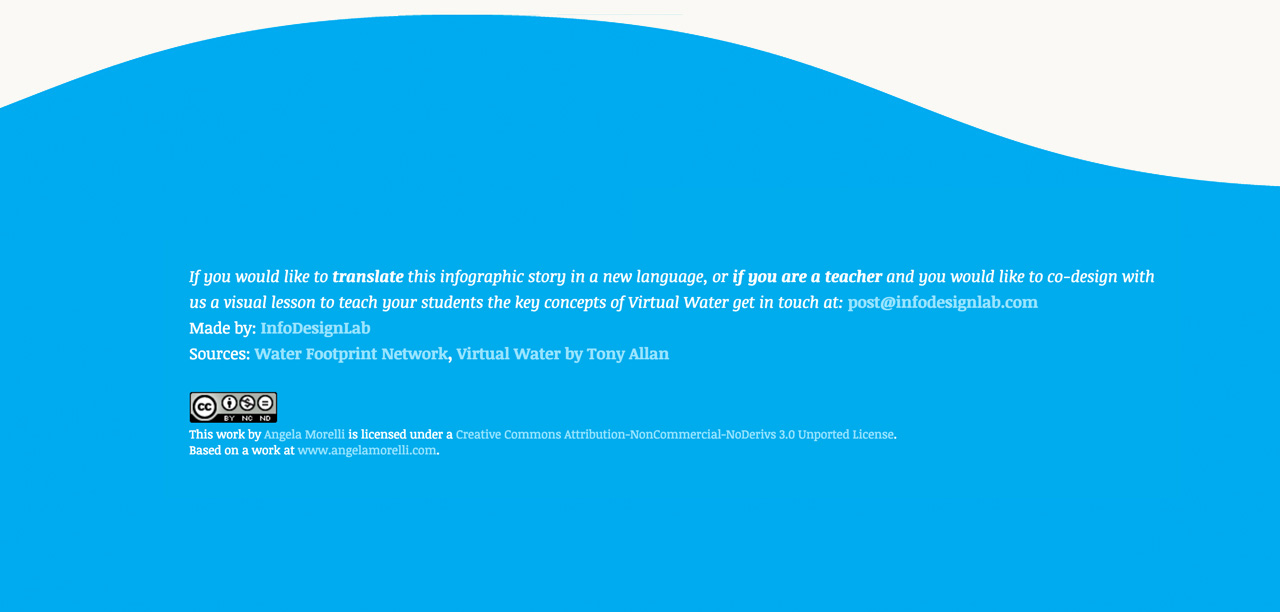 If you would like to translate this infographic story in a new language, or if you are a teacher and you would like to co-design with
us a visual lesson to teach your students the key concepts of Virtual Water get in touch at: post@infodesignlab.com
Made by: InfoDesignLab
Sources: Water Footprint Network, Virtual Water by Tony Allan
cc BY NC ND
This work by Angela Morelli is licensed under a Creative Commons Attribution-NonCommercial-NoDerivs 3.0 Unported License.
Based on a work at www.angelamorelli.com.